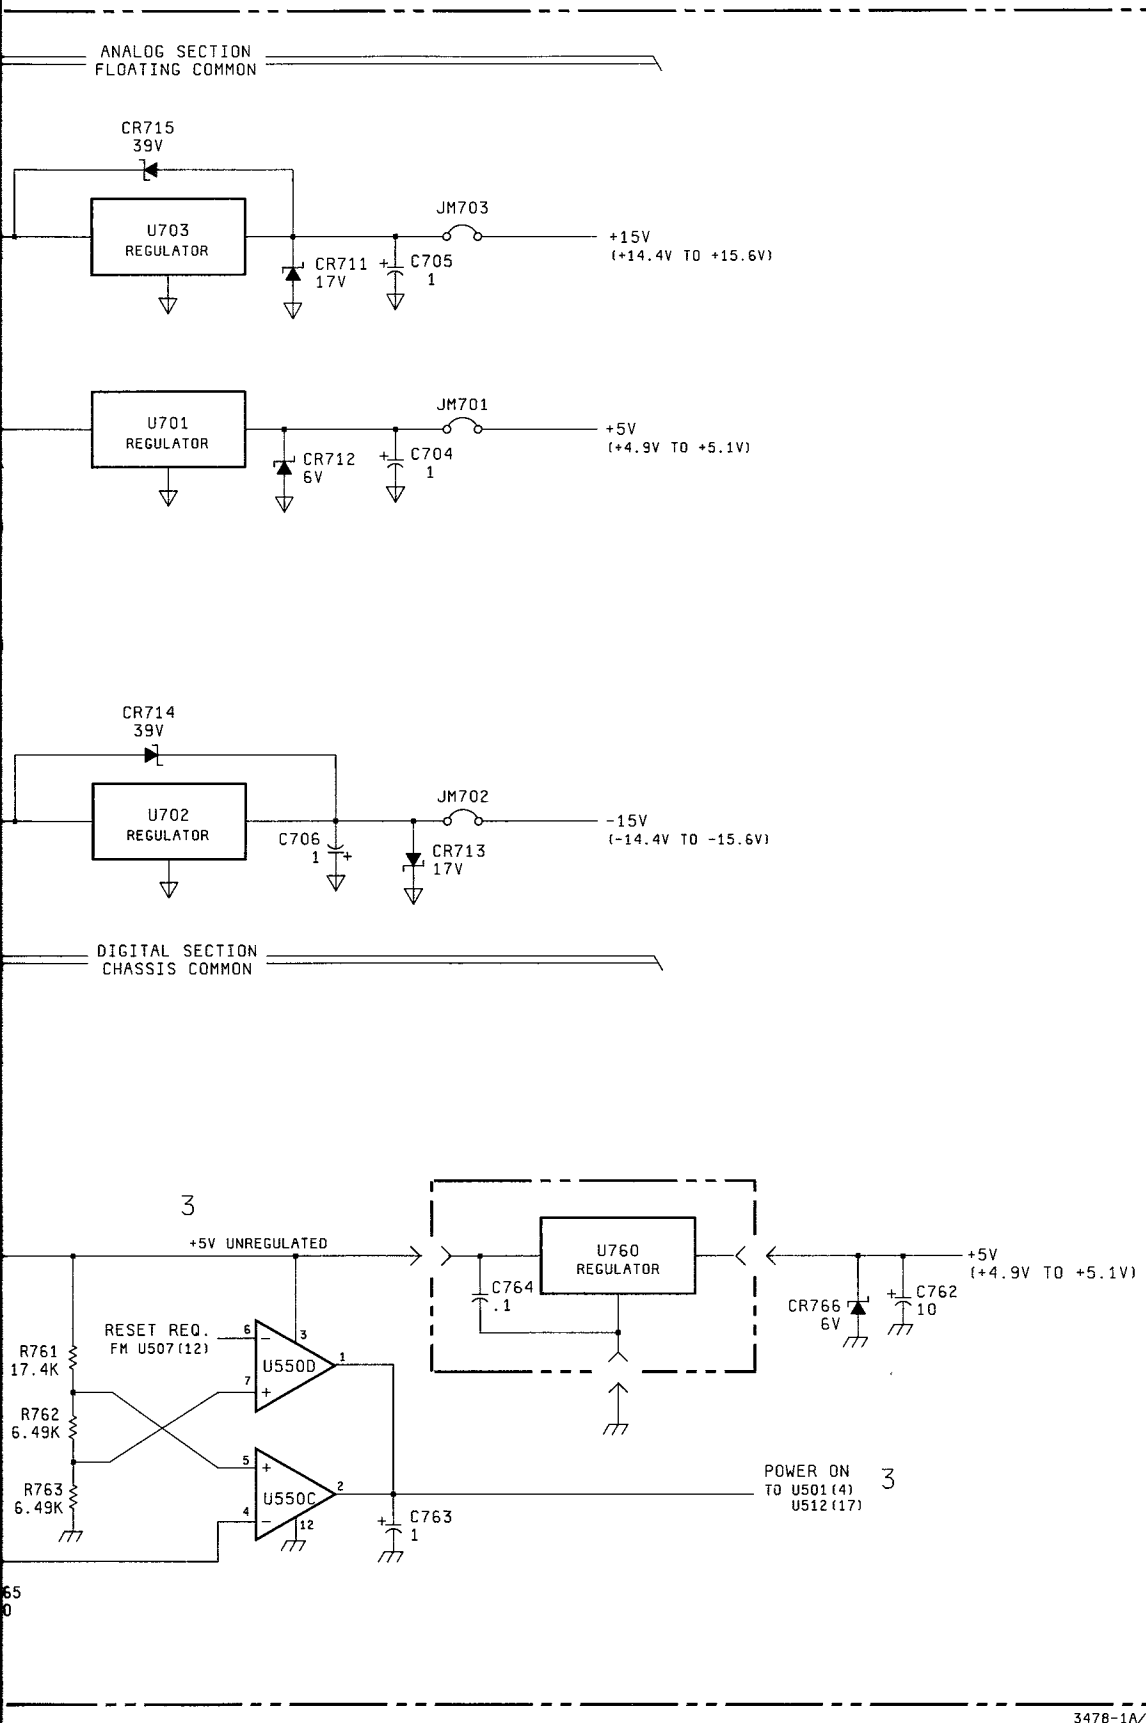 ANALOG SECTION
FLOATING COMMON
CR715
39V
U703
REGULATOR
JM703
+15V
(+14.4V TO +15.6V)
CR711
17V
+
C705
1
U701
REGULATOR
JM701
+5V
(+4.9V TO +5.1V)
CR712
6V
+
C704
1
CR714
39V
U702
REGULATOR
JM702
-15V
(-14.4V TO -15.6V)
C706
1
+
CR713
17V
DIGITAL SECTION
CHASSIS COMMON
3
+5V UNREGULATED
U760
REGULATOR
C764
.1
+5V
(+4.9V TO +5.1V)
CR766
6V
+
C762
10
RESET REQ.
FM U507(12)
6
-
3
U550D
1
7
+
R761
17.4K
R762
6.49K
R763
6.49K
5
+
U550C
2
4
-
12
+
C763
1
POWER ON
TO U501(4)
U512(17)
3
65
0
3478-1A/